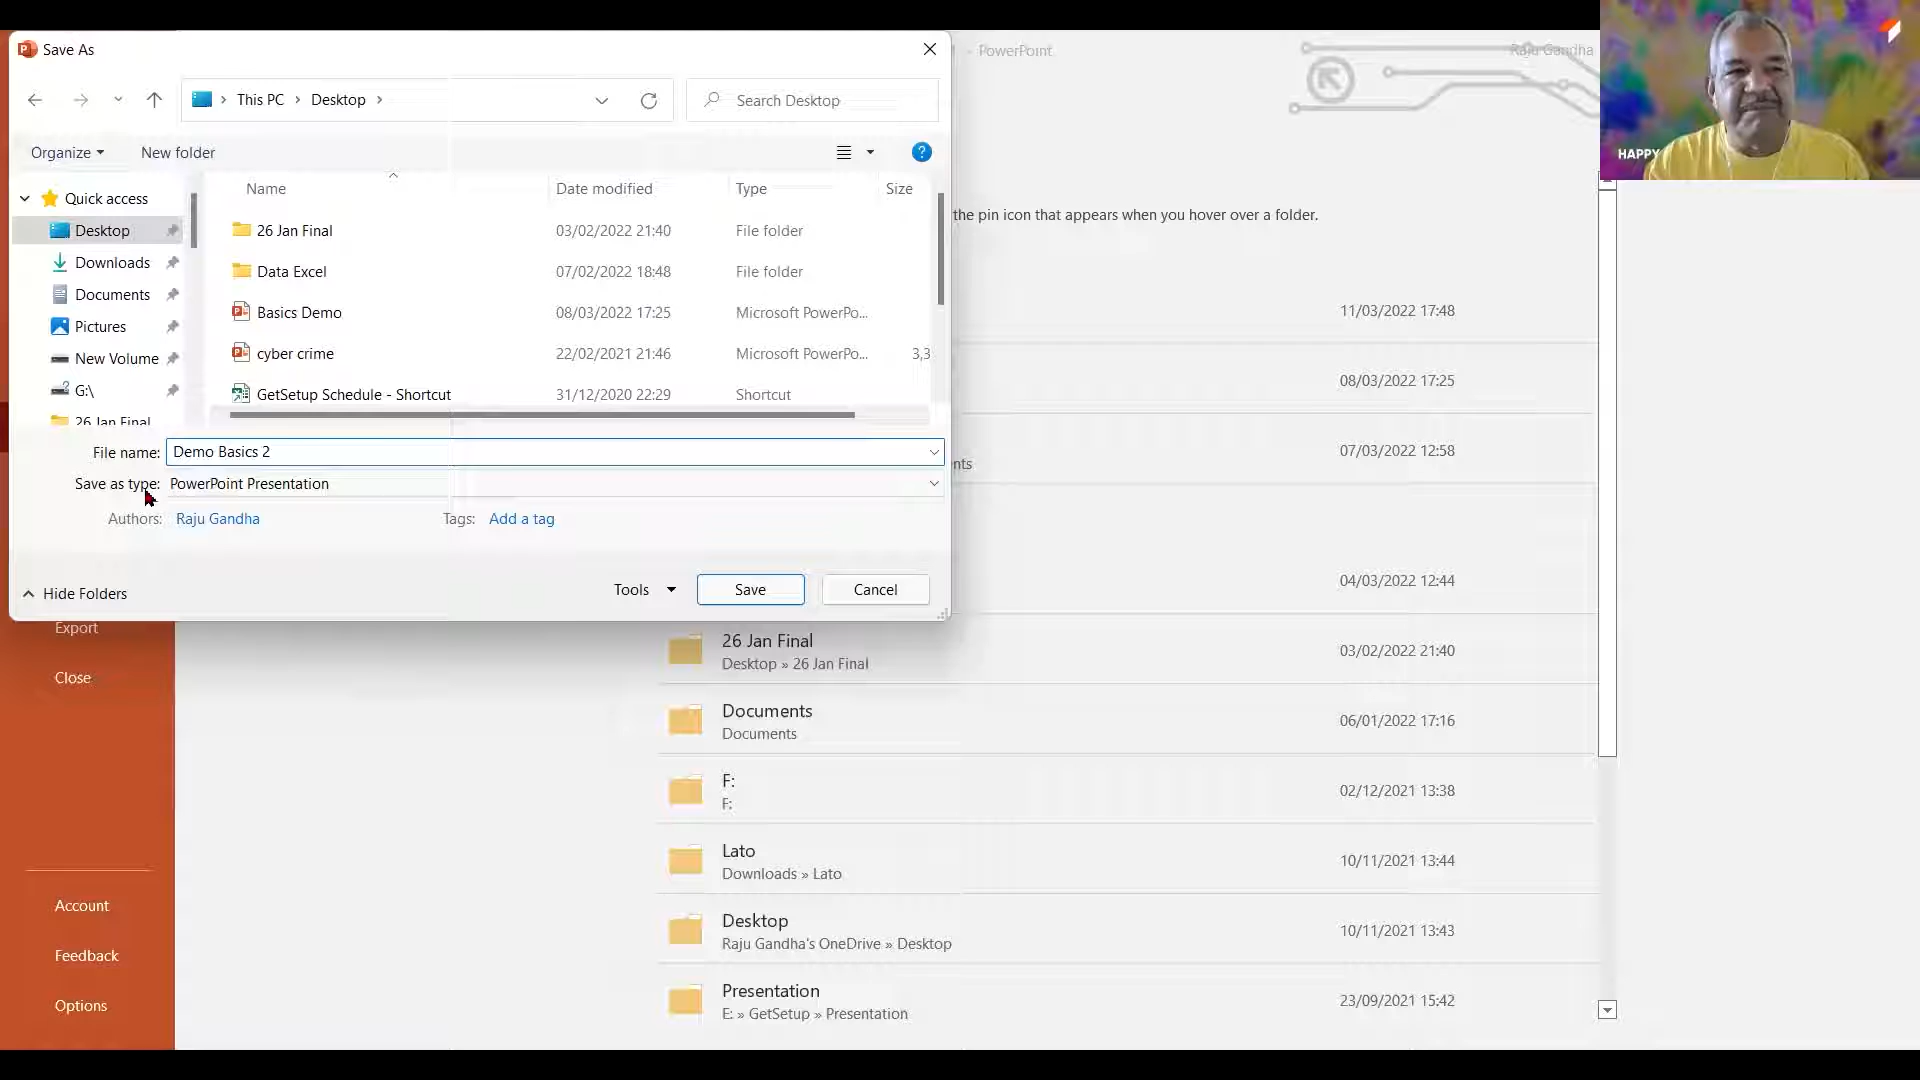 Save As
- PowerPoint
Raju Gandha
This PC > Desktop >
Search Desktop
HAPPY
Organize
New folder
Name
Date modified
Type
Size
Quick access
Desktop
Downloads
Documents
Pictures
New Volume
G:\
26 Jan Final
26 Jan Final 03/02/2022 21:40 File folder
Data Excel 07/02/2022 18:48 File folder
Basics Demo 08/03/2022 17:25 Microsoft PowerPo...
cyber crime 22/02/2021 21:46 Microsoft PowerPo... 3,3
GetSetup Schedule - Shortcut 31/12/2020 22:29 Shortcut
File name: Demo Basics 2
Save as type: PowerPoint Presentation
Authors: Raju Gandha
Tags: Add a tag
Hide Folders
Tools
Save
Cancel
the pin icon that appears when you hover over a folder.
11/03/2022 17:48
08/03/2022 17:25
07/03/2022 12:58
nts
04/03/2022 12:44
Export
Close
Account
Feedback
Options
26 Jan Final
Desktop » 26 Jan Final
03/02/2022 21:40
Documents
Documents
06/01/2022 17:16
F:
F:
02/12/2021 13:38
Lato
Downloads » Lato
10/11/2021 13:44
Desktop
Raju Gandha's OneDrive » Desktop
10/11/2021 13:43
Presentation
E: » GetSetup » Presentation
23/09/2021 15:42